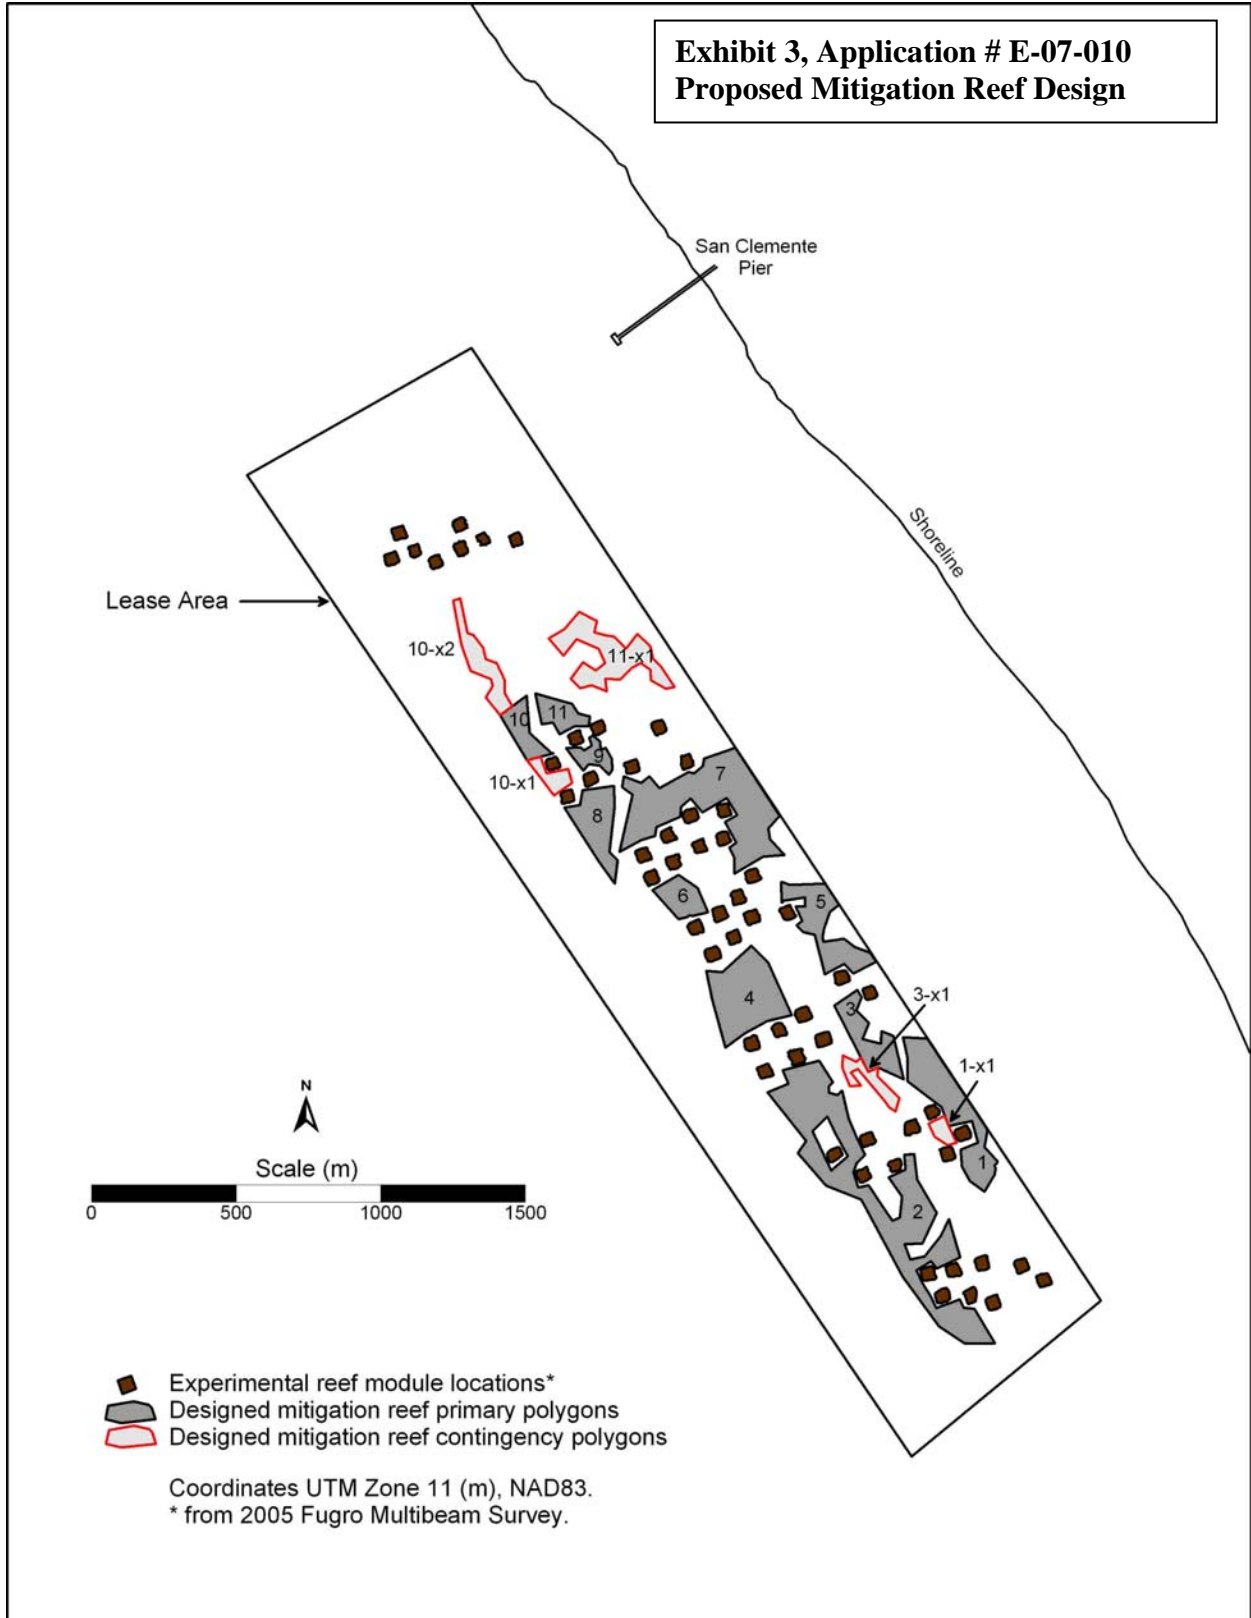 Exhibit 3, Application # E-07-010
Proposed Mitigation Reef Design
San Clemente
Pier
Shoreline
Lease Area
10-x2
11-x1
10
11
9
10-x1
7
8
6
5
4
3
3-x1
1-x1
1
2
N
Scale (m)
0 500 1000 1500
Experimental reef module locations*
Designed mitigation reef primary polygons
Designed mitigation reef contingency polygons
Coordinates UTM Zone 11 (m), NAD83.
* from 2005 Fugro Multibeam Survey.